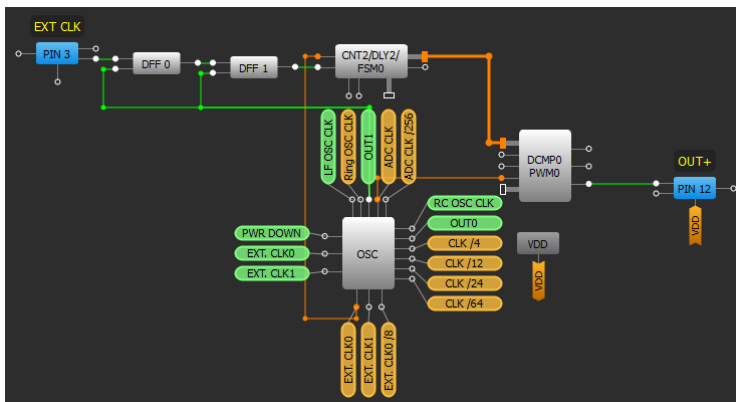 EXT CLK
PIN 3
DFF 0
DFF 1
CNT2/DLY2/
FSM0
LF OSC CLK
Ring OSC CLK
OUT1
ADC CLK
ADC CLK /256
DCMP0
PWM0
OUT+
PIN 12
VDD
RC OSC CLK
OUT0
CLK /4
CLK /12
CLK /24
CLK /64
PWR DOWN
EXT. CLK0
EXT. CLK1
OSC
VDD
VDD
EXT. CLK0
EXT. CLK1
EXT. CLK0 /8